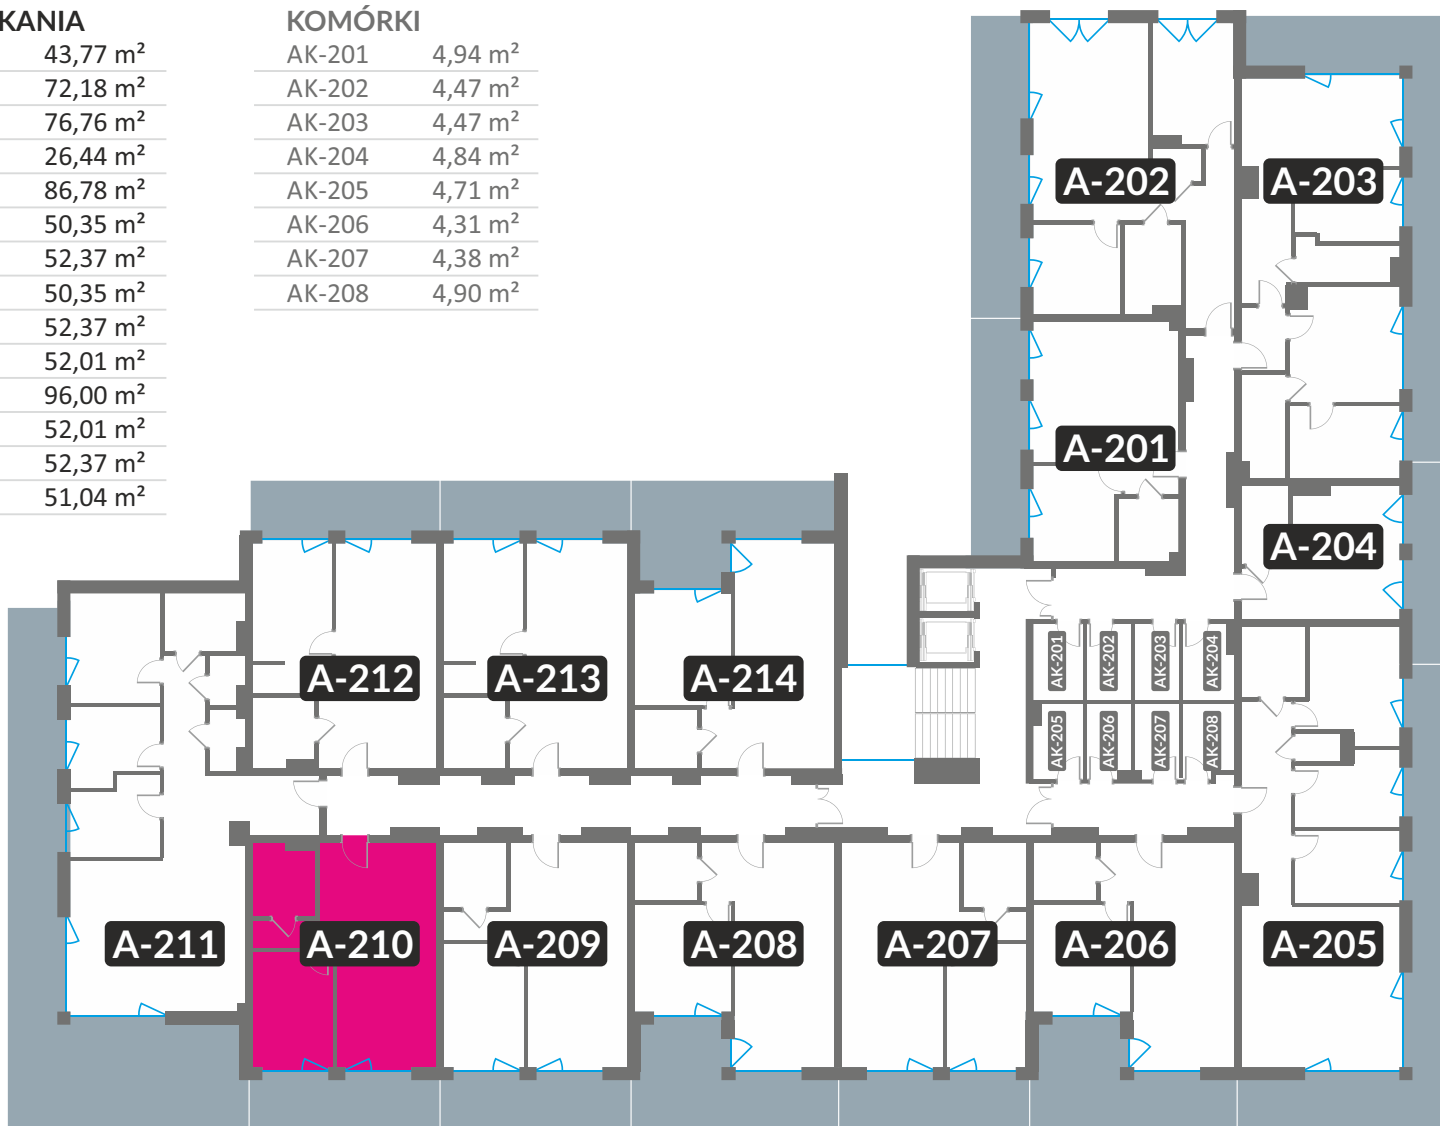 KANIA
43,77 m²
72,18 m²
76,76 m²
26,44 m²
86,78 m²
50,35 m²
52,37 m²
50,35 m²
52,37 m²
52,01 m²
96,00 m²
52,01 m²
52,37 m²
51,04 m²
KOMÓRKI
AK-201 4,94 m²
AK-202 4,47 m²
AK-203 4,47 m²
AK-204 4,84 m²
AK-205 4,71 m²
AK-206 4,31 m²
AK-207 4,38 m²
AK-208 4,90 m²
A-202
A-203
A-201
A-204
AK-201
AK-202
AK-203
AK-204
A-212
A-213
A-214
AK-205
AK-206
AK-207
AK-208
A-211
A-210
A-209
A-208
A-207
A-206
A-205